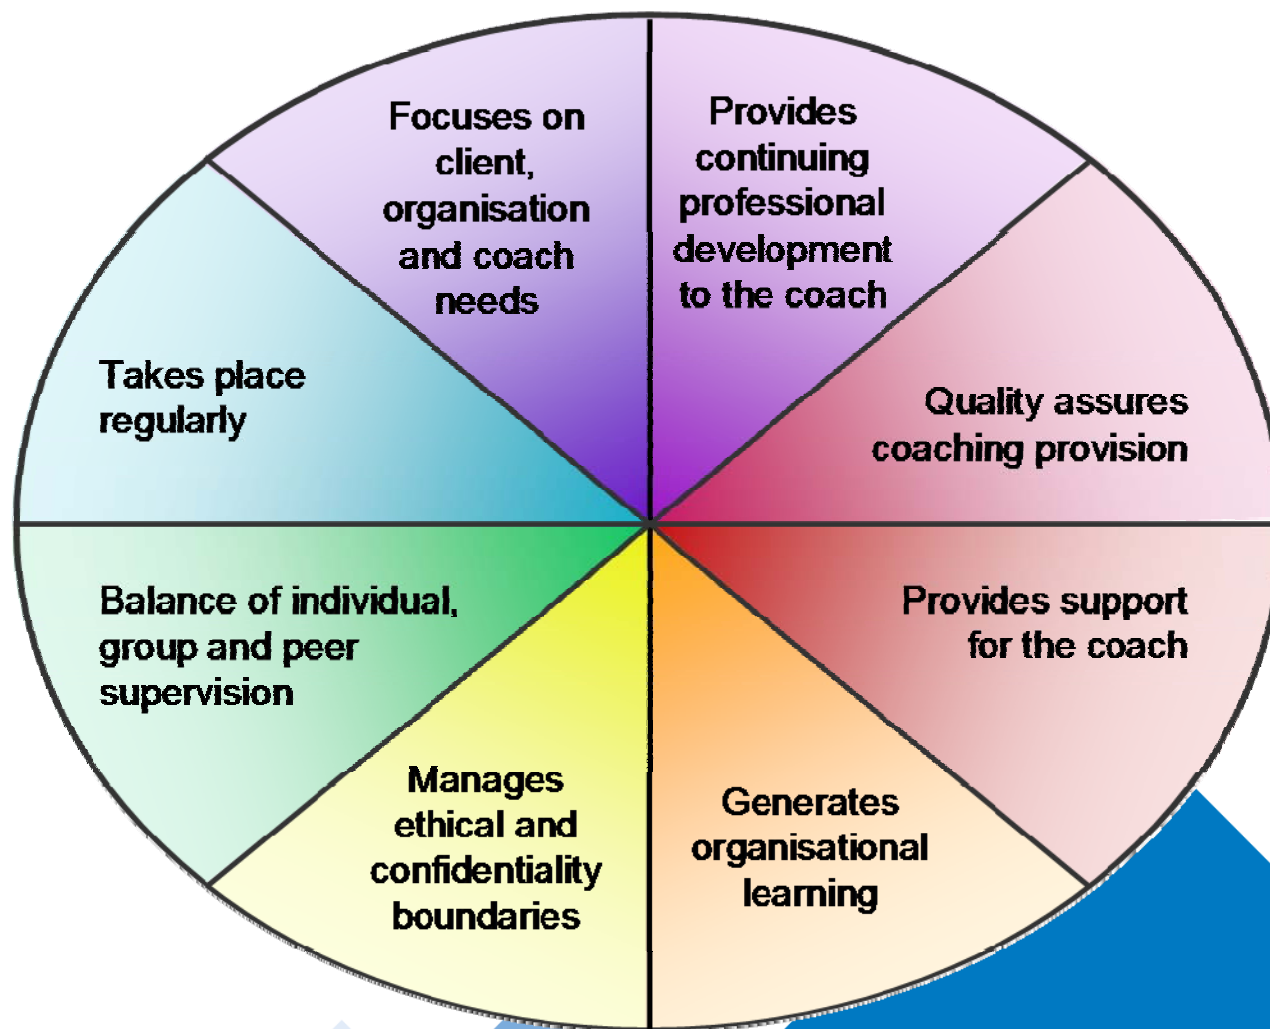 Focuses on
client,
organisation
and coach
needs
Provides
continuing
professional
development
to the coach
Quality assures
coaching provision
Provides support
for the coach
Generates
organisational
learning
Manages
ethical and
confidentiality
boundaries
Balance of individual,
group and peer
supervision
Takes place
regularly